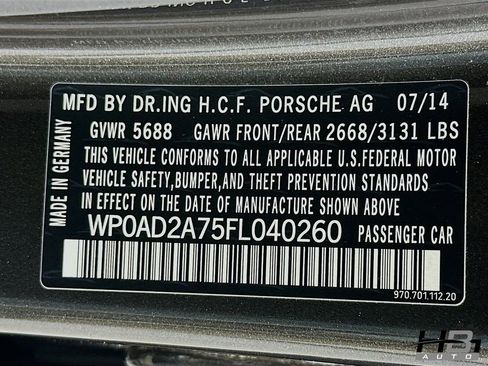 MFD BY DR.ING H.C.F. PORSCHE AG 07/14
GVWR 5688 GAWR FRONT/REAR 2668/3131 LBS
THIS VEHICLE CONFORMS TO ALL APPLICABLE U.S.FEDERAL MOTOR
VEHICLE SAFETY,BUMPER,AND THEFT PREVENTION STANDARDS
IN EFFECT ON THE DATE OF MANUFACTURE SHOWN ABOVE
WP0AD2A75FL040260 PASSENGER CAR
MADE IN GERMANY
970.701.112.20
HBI
AUTO